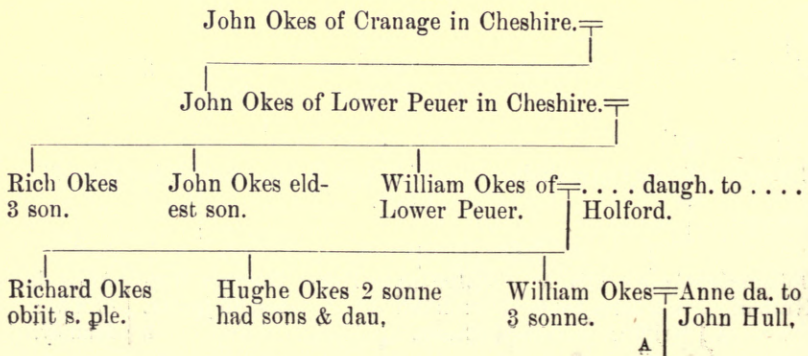 John Okes of Cranage in Cheshire.
John Okes of Lower Peuer in Cheshire.
Rich Okes
3 son.
John Okes eld-
est son.
William Okes of
Lower Peuer.
. . . . daugh. to . . . .
Holford.
Richard Okes
obiit s. ꝑle.
Hughe Okes 2 sonne
had sons & dau,
William Okes
3 sonne.
Anne da. to
John Hull,
A